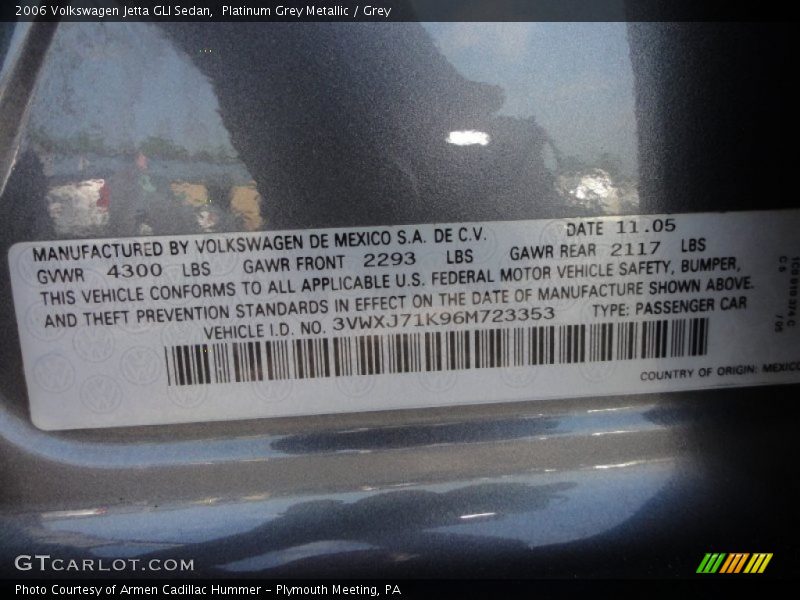 2006 Volkswagen Jetta GLI Sedan,  Platinum Grey Metallic / Grey
MANUFACTURED BY VOLKSWAGEN DE MEXICO S.A. DE C.V. DATE 11.05
GVWR 4300 LBS GAWR FRONT 2293 LBS GAWR REAR 2117 LBS
THIS VEHICLE CONFORMS TO ALL APPLICABLE U.S. FEDERAL MOTOR VEHICLE SAFETY, BUMPER,
AND THEFT PREVENTION STANDARDS IN EFFECT ON THE DATE OF MANUFACTURE SHOWN ABOVE.
VEHICLE I.D. NO. 3VWXJ71K96M723353 TYPE: PASSENGER CAR
COUNTRY OF ORIGIN: MEXICO
GTCARLOT.COM
Photo Courtesy of Armen Cadillac Hummer - Plymouth Meeting, PA